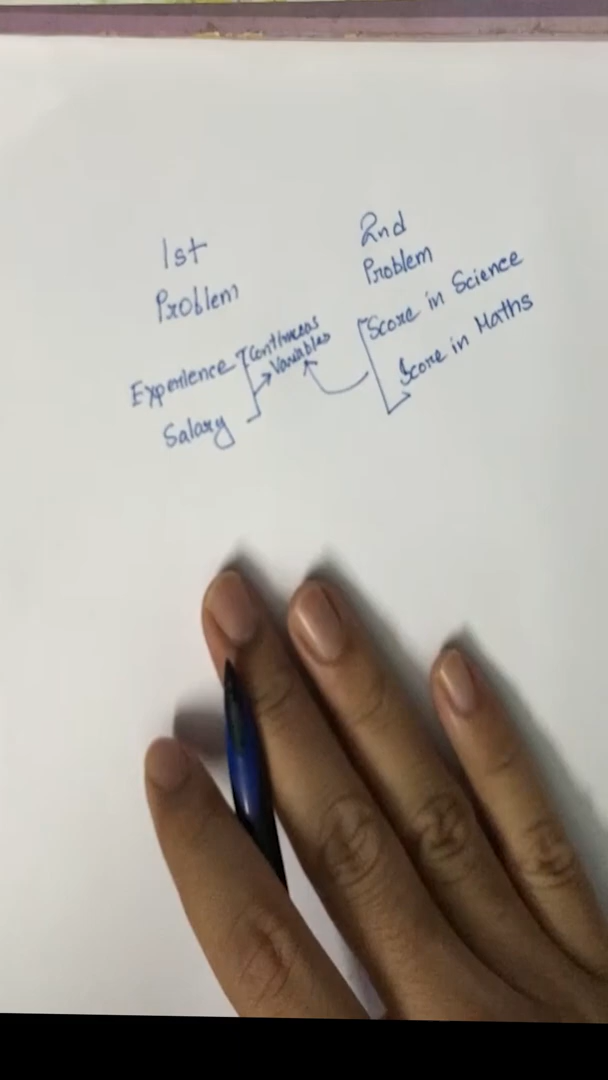 1st
Problem
Experience
Salary
Continuous
Variables
2nd
Problem
Score in Science
Score in Maths